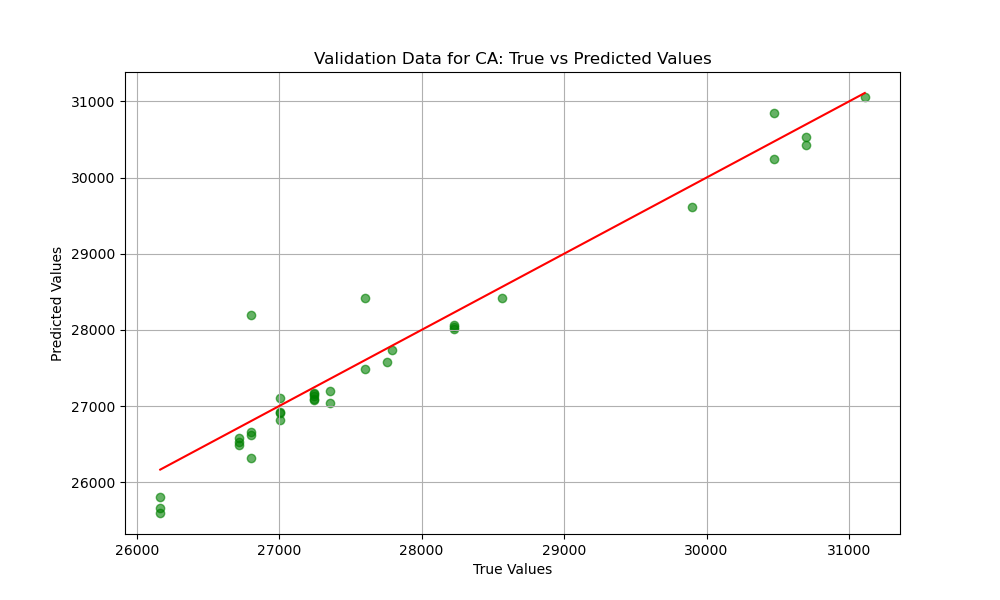 Validation Data for CA: True vs Predicted Values
31000
30000
29000
28000
27000
26000
Predicted Values
26000 27000 28000 29000 30000 31000
True Values